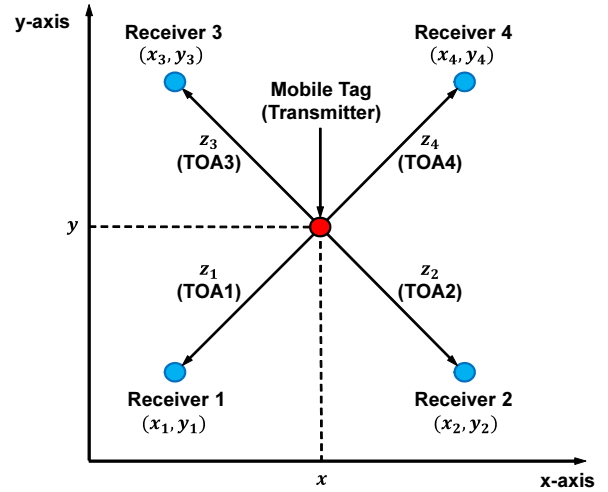 y-axis
Receiver 3
(x₃, y₃)
Receiver 4
(x₄, y₄)
Mobile Tag
(Transmitter)
z₃
(TOA3)
z₄
(TOA4)
y
z₁
(TOA1)
z₂
(TOA2)
Receiver 1
(x₁, y₁)
Receiver 2
(x₂, y₂)
x
x-axis